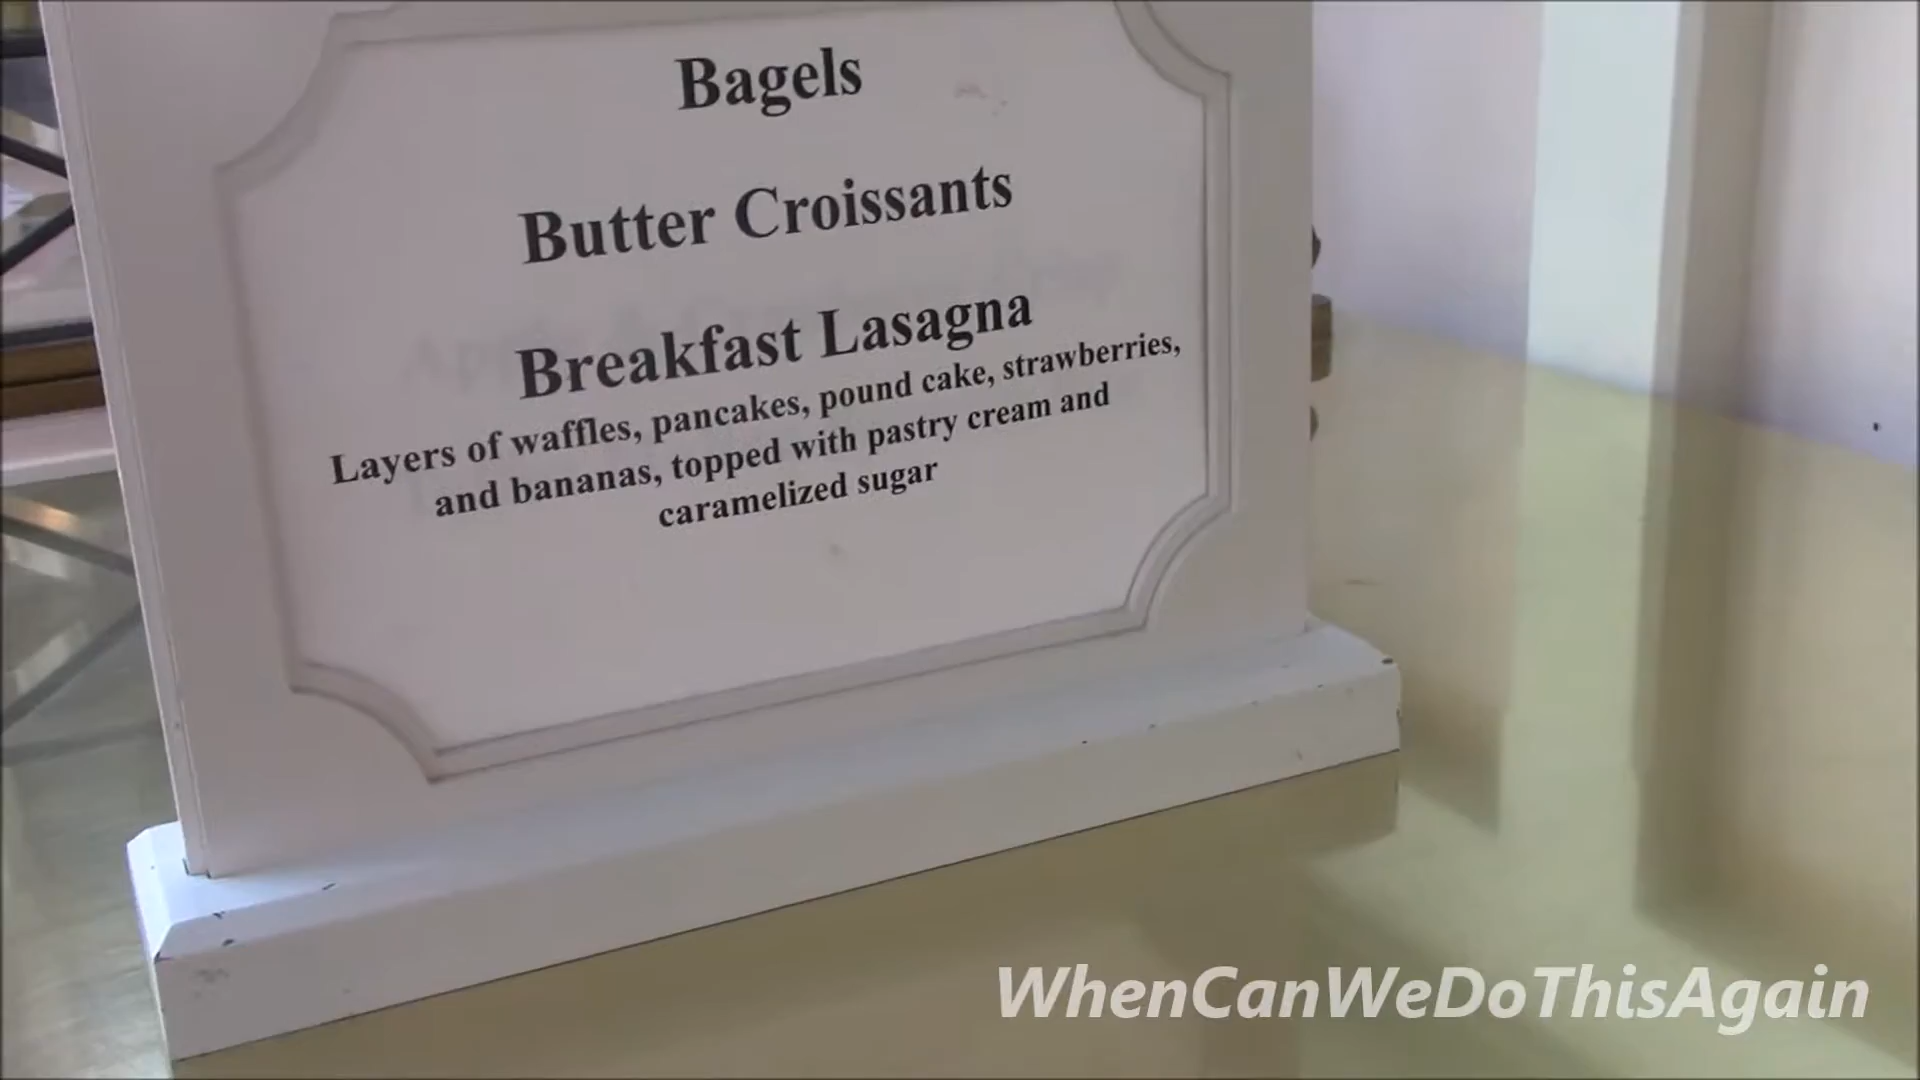 Bagels
Butter Croissants
Breakfast Lasagna
Layers of waffles, pancakes, pound cake, strawberries,
and bananas, topped with pastry cream and
caramelized sugar
WhenCanWeDoThisAgain